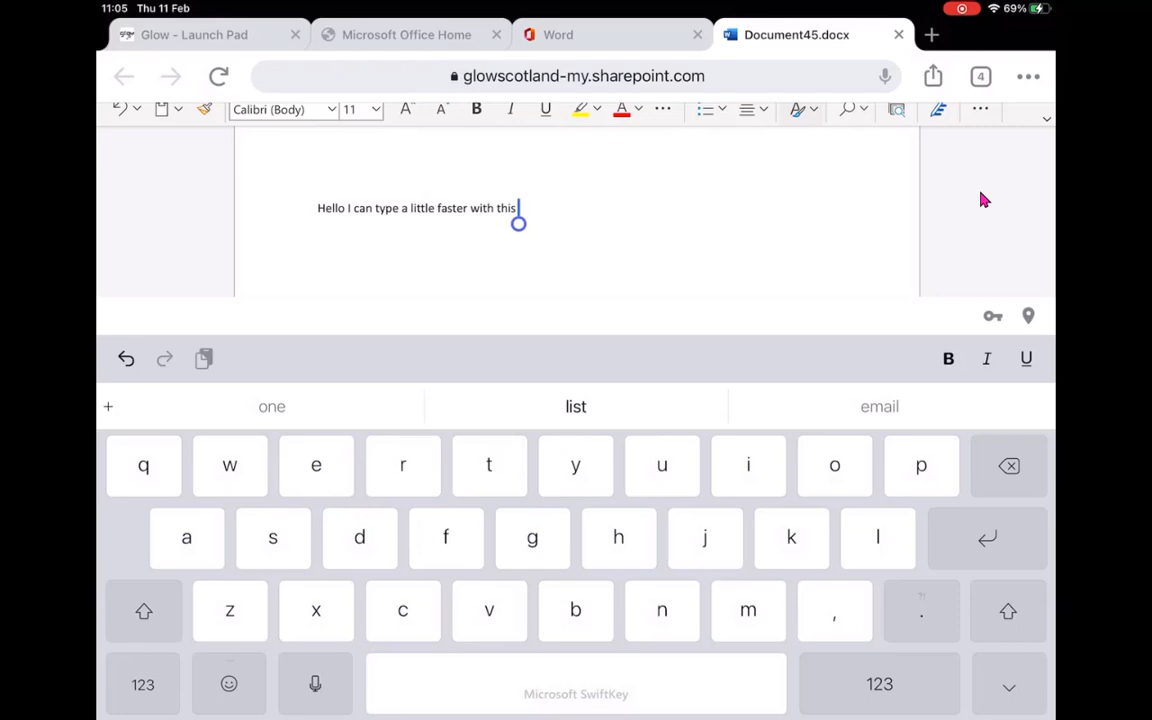 11:05 Thu 11 Feb
69%
Glow - Launch Pad
Microsoft Office Home
Word
Document45.docx
glowscotland-my.sharepoint.com
4
Calibri (Body)
11
A A B I U A
Hello I can type a little faster with this
B I U
+ one list email
q w e r t y u i o p
a s d f g h j k l
z x c v b n m , ?! .
123 Microsoft SwiftKey 123